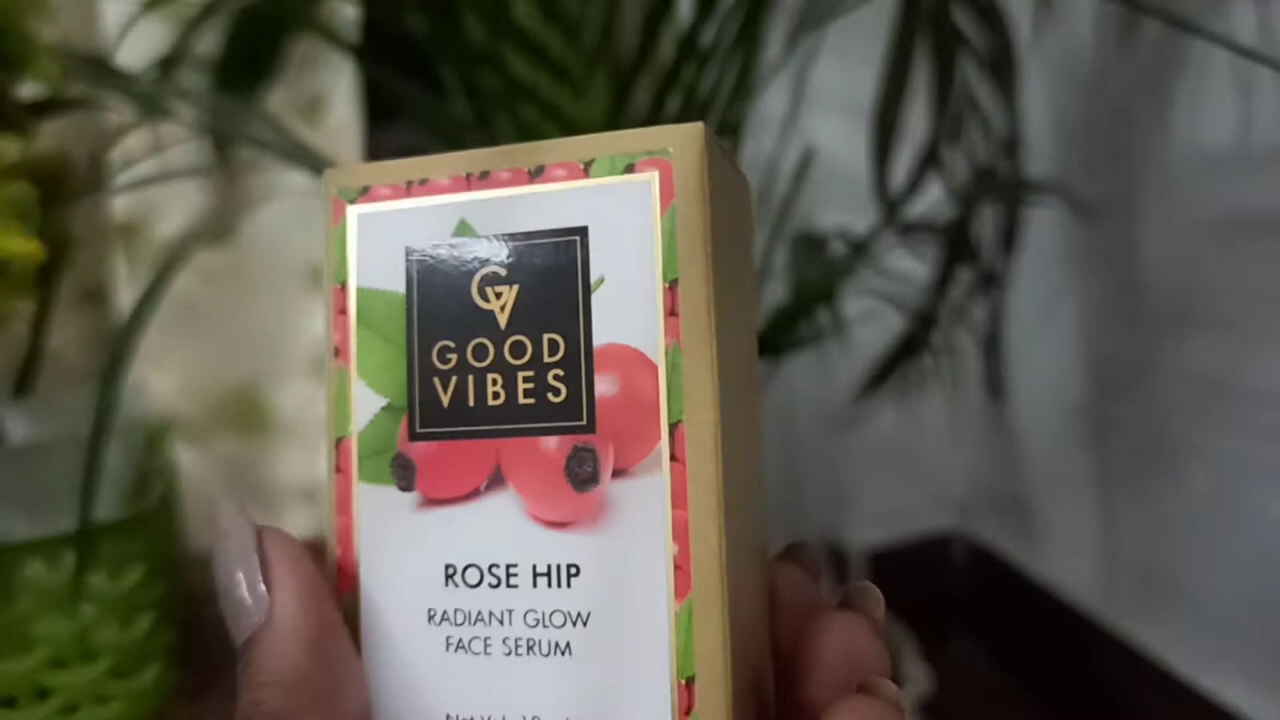 GV
GOOD
VIBES
ROSE HIP
RADIANT GLOW
FACE SERUM